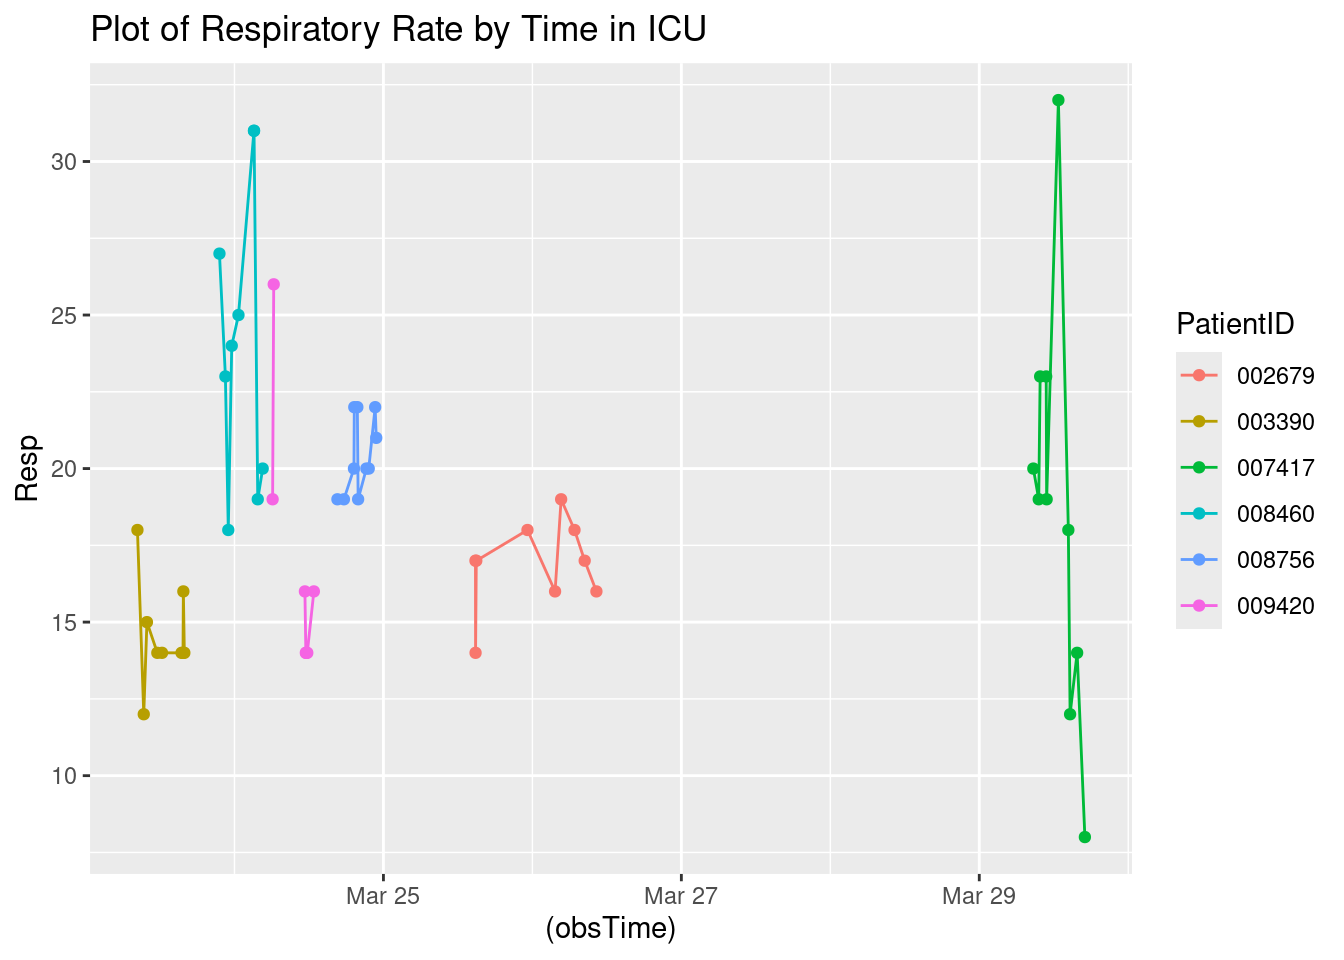 Plot of Respiratory Rate by Time in ICU
Resp
30
25
20
15
10
Mar 25
Mar 27
Mar 29
(obsTime)
PatientID
002679
003390
007417
008460
008756
009420